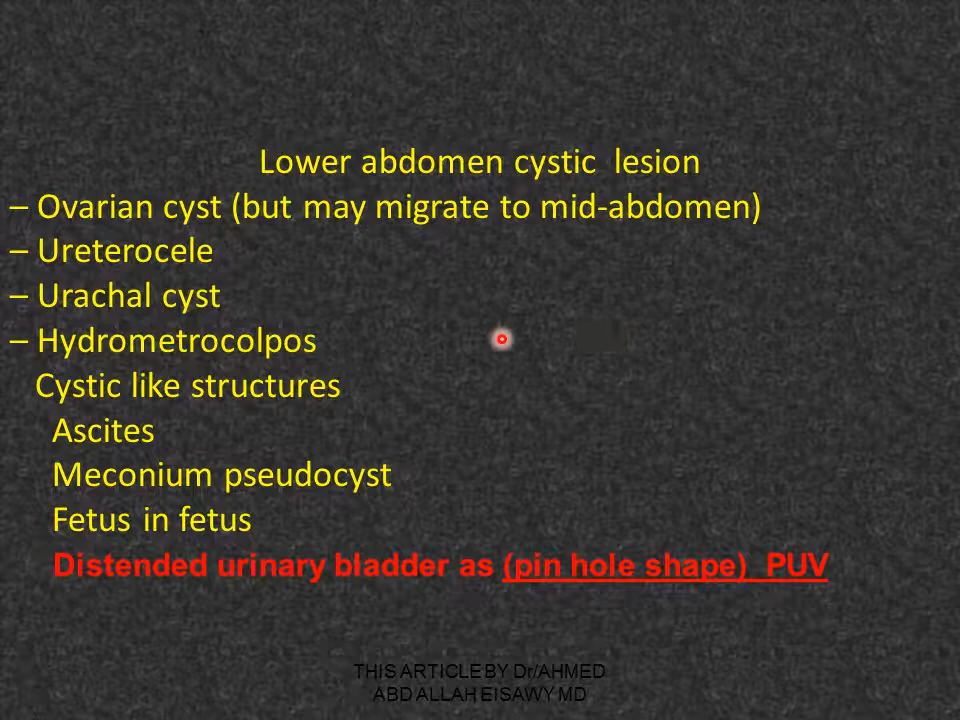 Lower abdomen cystic lesion
– Ovarian cyst (but may migrate to mid-abdomen)
– Ureterocele
– Urachal cyst
– Hydrometrocolpos
Cystic like structures
Ascites
Meconium pseudocyst
Fetus in fetus
Distended urinary bladder as (pin hole shape) PUV
THIS ARTICLE BY Dr/AHMED
ABD ALLAH EISAWY MD